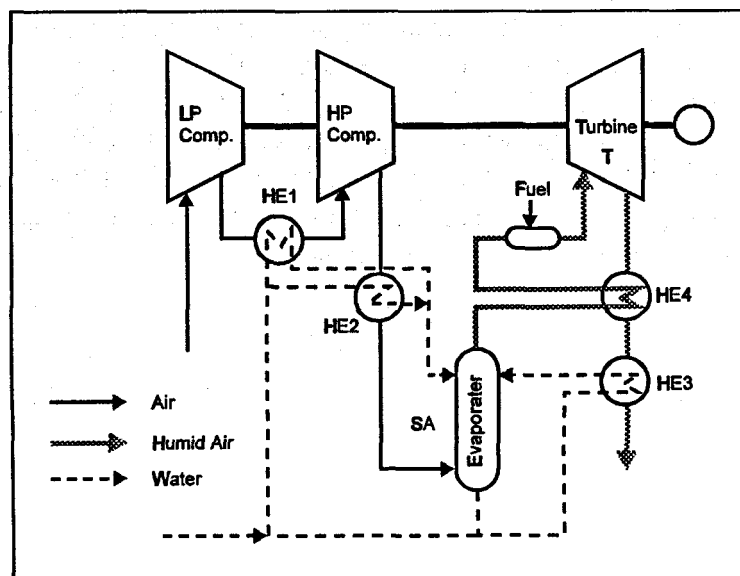 LP
Comp.
HP
Comp.
Turbine
T
HE1
Fuel
HE2
HE4
HE3
SA
Evaporater
Air
Humid Air
Water